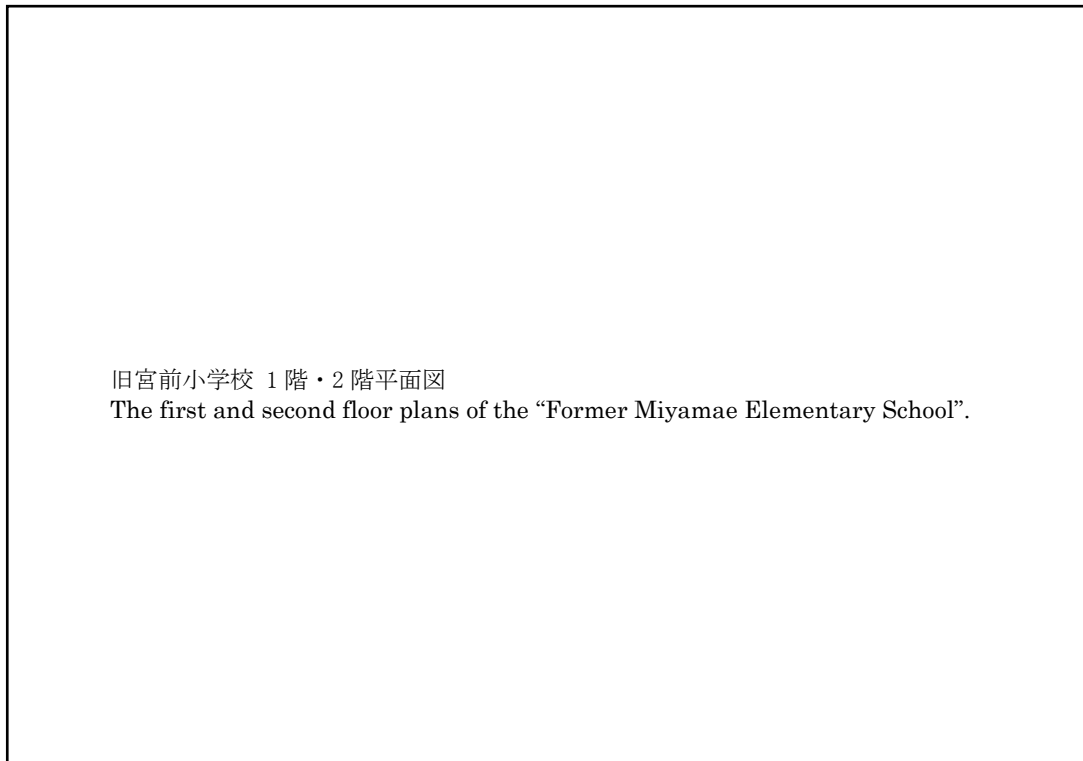 旧宮前小学校 1 階・2 階平面図
The first and second floor plans of the “Former Miyamae Elementary School”.